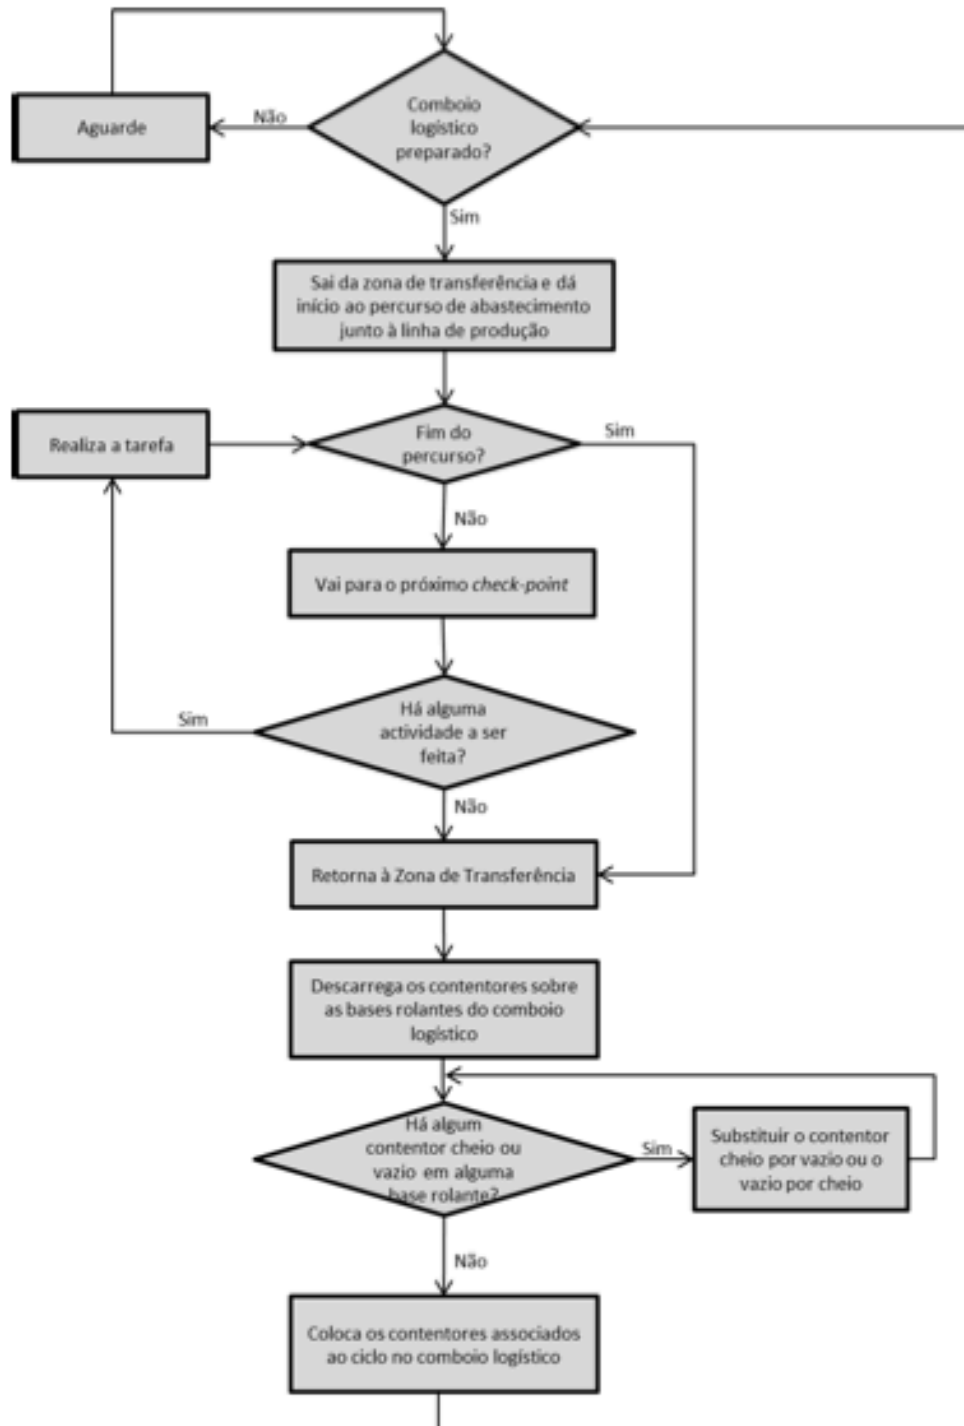 Comboio
logístico
preparado?
Não
Aguarde
Sim
Sai da zona de transferência e dá
início ao percurso de abastecimento
junto à linha de produção
Realiza a tarefa
Fim do
percurso?
Sim
Não
Vai para o próximo check-point
Há alguma
actividade a ser
feita?
Sim
Não
Retorna à Zona de Transferência
Descarrega os contentores sobre
as bases rolantes do comboio
logístico
Há algum
contentor cheio ou
vazio em alguma
base rolante?
Sim
Substituir o contentor
cheio por vazio ou o
vazio por cheio
Não
Coloca os contentores associados
ao ciclo no comboio logístico